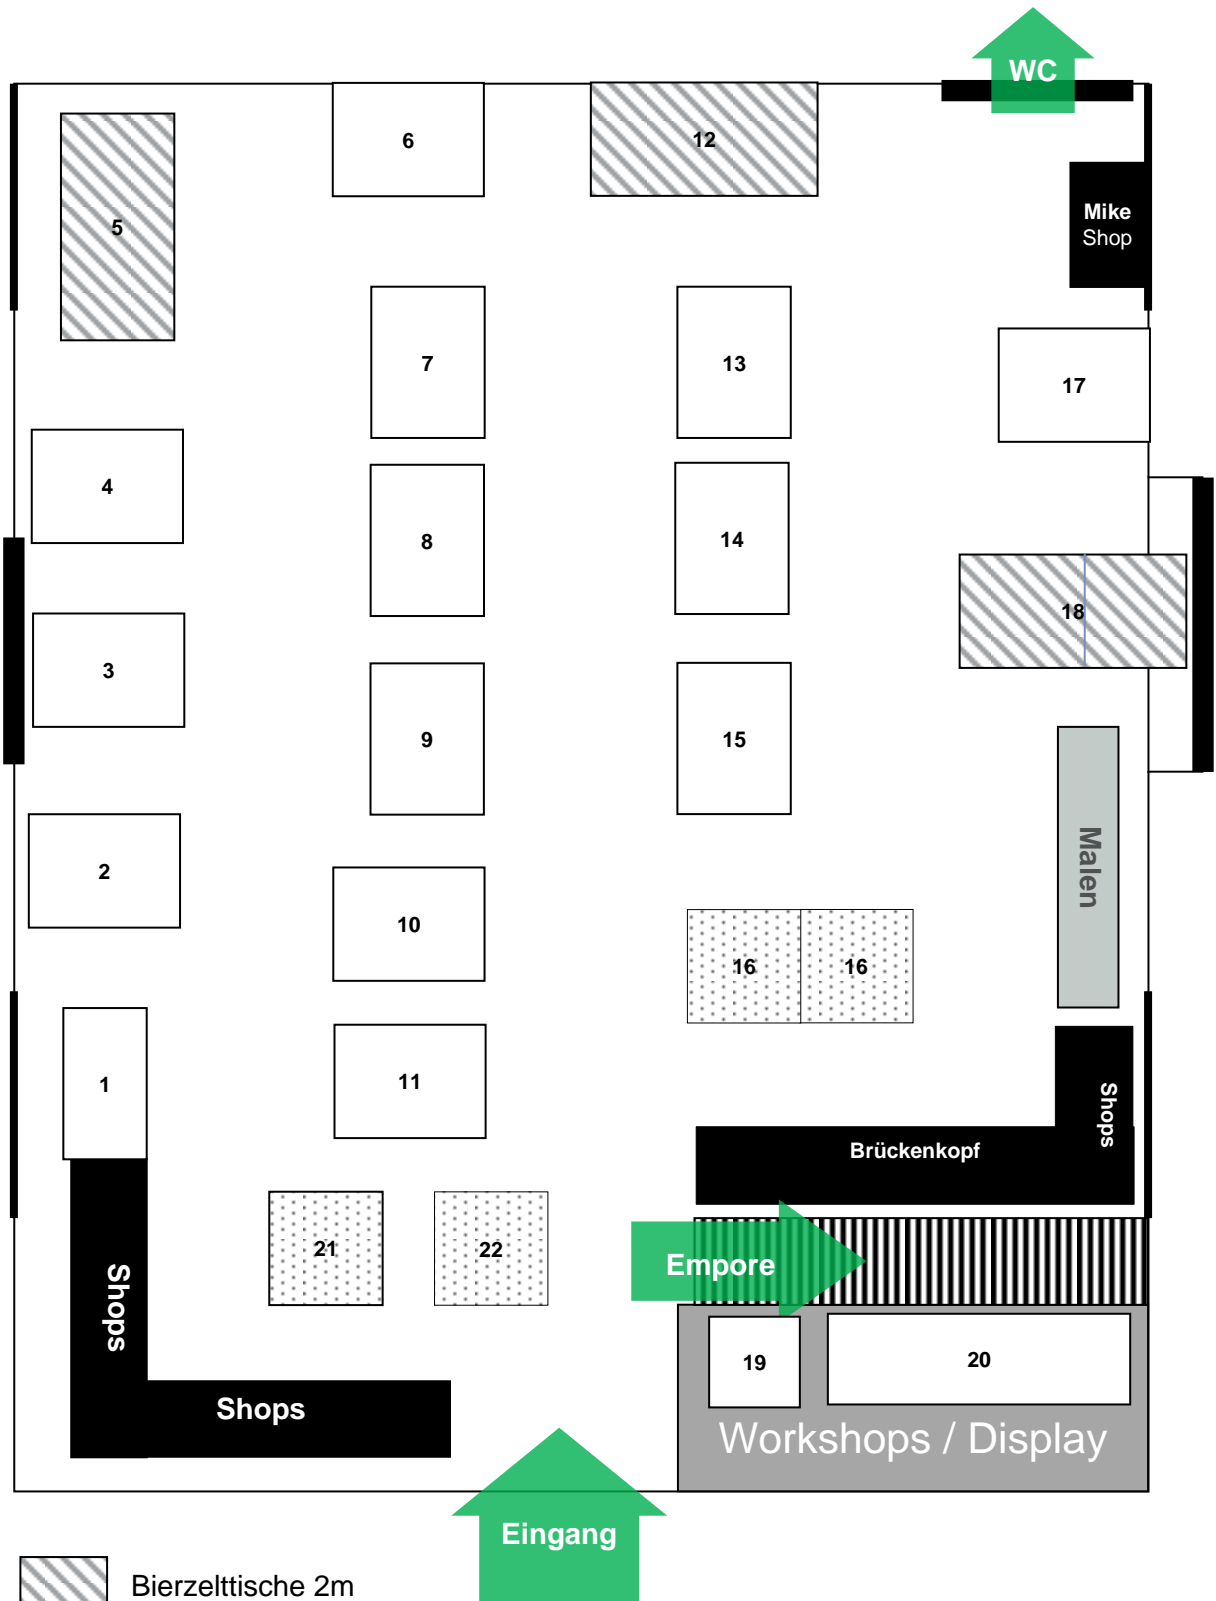 WC
6
12
5
Mike
Shop
7
13
17
4
8
14
18
3
9
15
Malen
2
10
16
16
1
11
Shops
Brückenkopf
21
22
Empore
Shops
19
20
Shops
Workshops / Display
Eingang
Bierzelttische 2m